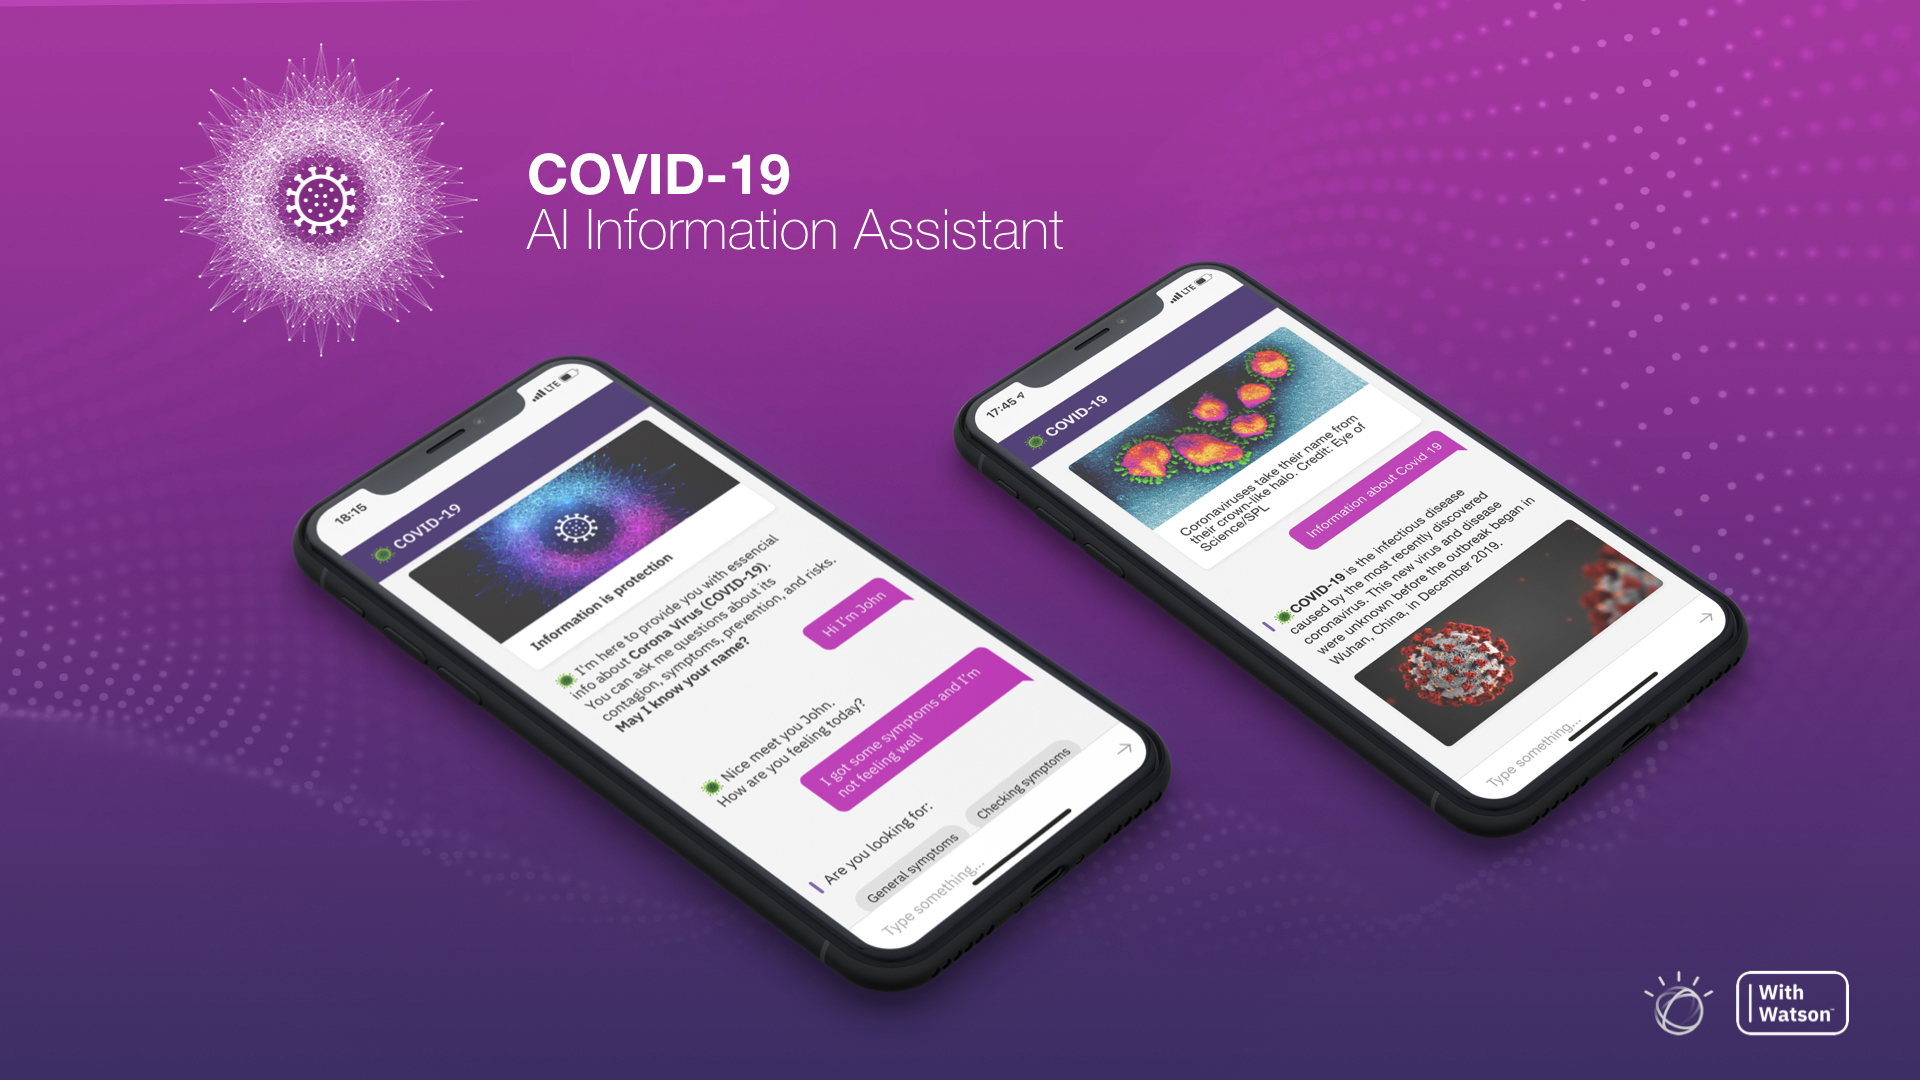 COVID-19
AI Information Assistant
18:15
LTE
COVID-19
Information is protection
I'm here to provide you with essencial
info about Corona Virus (COVID-19).
You can ask me questions about its
contagion, symptoms, prevention, and risks.
May I know your name?
Hi I'm John
Nice meet you John.
How are you feeling today?
I got some symptoms and I'm
not feeling well
Are you looking for:
General symptoms
Checking symptoms
Type something...
17:45
LTE
COVID-19
Coronaviruses take their name from
their crown-like halo. Credit: Eye of
Science/SPL
Information about Covid 19
COVID-19 is the infectious disease
caused by the most recently discovered
coronavirus. This new virus and disease
were unknown before the outbreak began in
Wuhan, China, in December 2019.
Type something...
With
Watson™